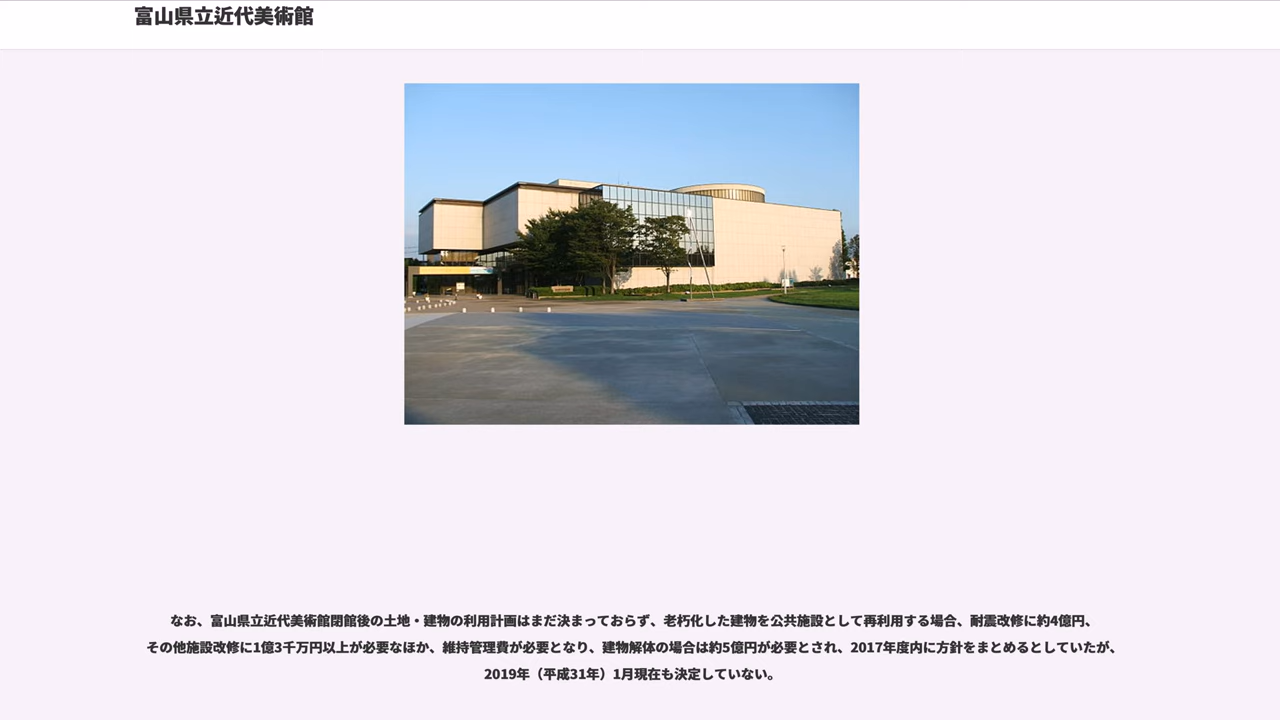 富山県立近代美術館
なお、富山県立近代美術館閉館後の土地・建物の利用計画はまだ決まっておらず、老朽化した建物を公共施設として再利用する場合、耐震改修に約4億円、
その他施設改修に1億3千万円以上が必要なほか、維持管理費が必要となり、建物解体の場合は約5億円が必要とされ、2017年度内に方針をまとめるとしていたが、
2019年（平成31年）1月現在も決定していない。